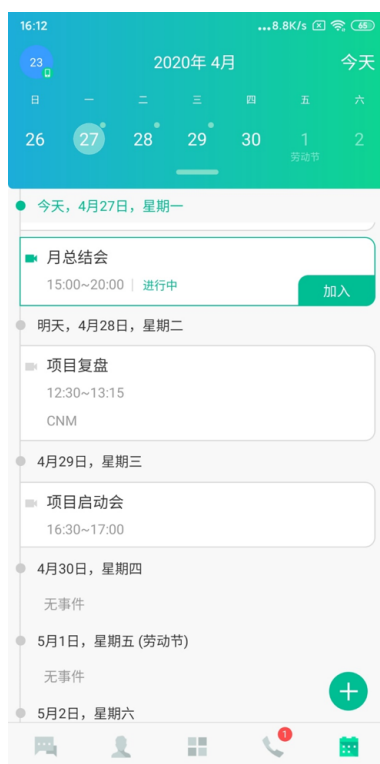 16:12
...8.8K/s 65
23
2020年 4月
今天
日 一 二 三 四 五 六
26 27 28 29 30 1 2
劳动节
今天，4月27日，星期一
月总结会
15:00~20:00 | 进行中
加入
明天，4月28日，星期二
项目复盘
12:30~13:15
CNM
4月29日，星期三
项目启动会
16:30~17:00
4月30日，星期四
无事件
5月1日，星期五 (劳动节)
无事件
5月2日，星期六
1